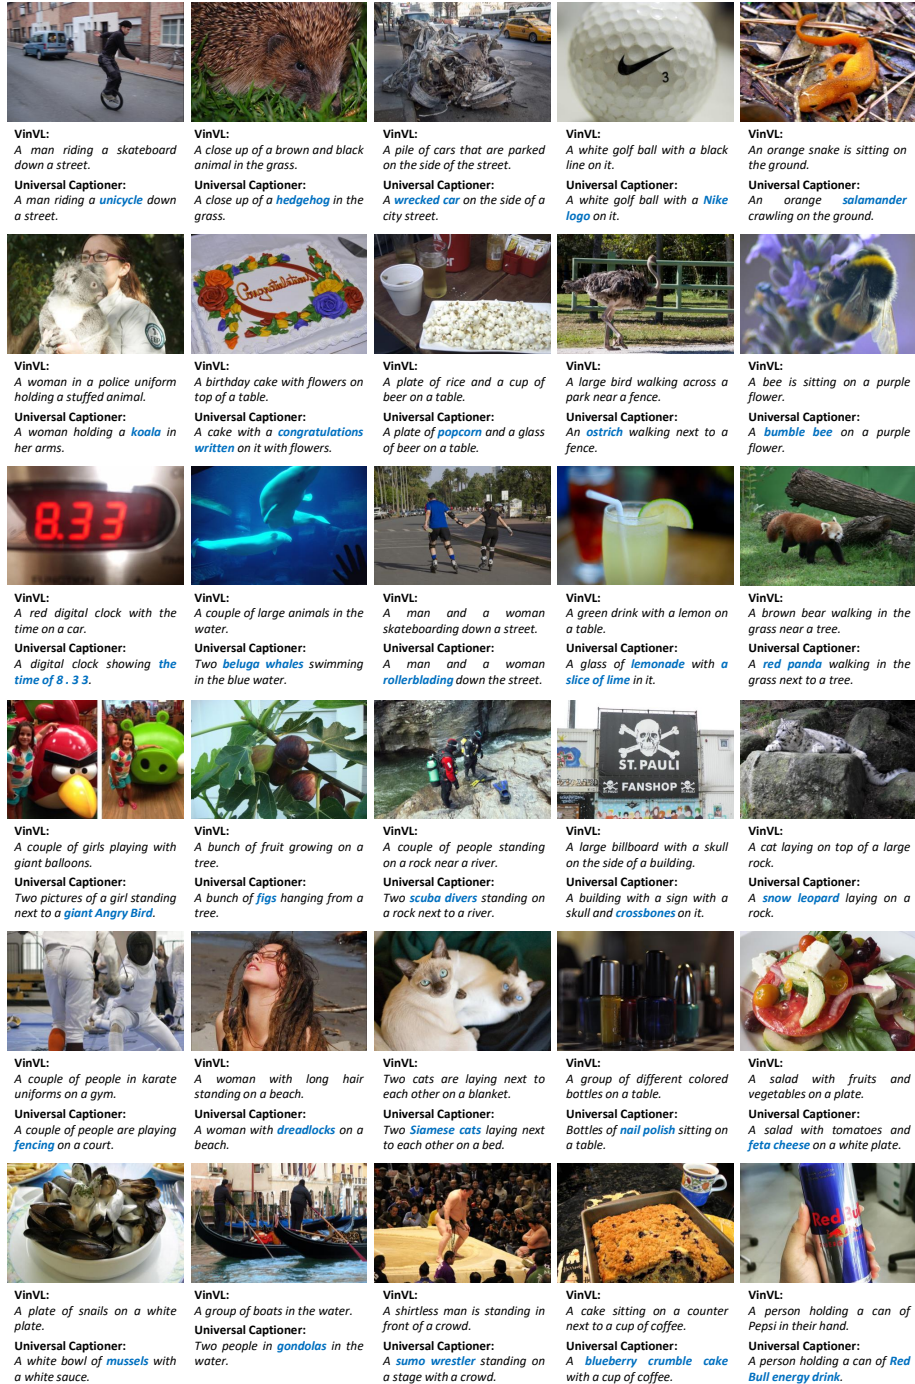 3
VinVL:
A man riding a skateboard
down a street.
Universal Captioner:
A man riding a unicycle down
a street.
VinVL:
A close up of a brown and black
animal in the grass.
Universal Captioner:
A close up of a hedgehog in the
grass.
VinVL:
A pile of cars that are parked
on the side of the street.
Universal Captioner:
A wrecked car on the side of a
city street.
VinVL:
A white golf ball with a black
line on it.
Universal Captioner:
A white golf ball with a Nike
logo on it.
VinVL:
An orange snake is sitting on
the ground.
Universal Captioner:
An orange salamander
crawling on the ground.
VinVL:
A woman in a police uniform
holding a stuffed animal.
Universal Captioner:
A woman holding a koala in
her arms.
VinVL:
A birthday cake with flowers on
top of a table.
Universal Captioner:
A cake with a congratulations
written on it with flowers.
VinVL:
A plate of rice and a cup of
beer on a table.
Universal Captioner:
A plate of popcorn and a glass
of beer on a table.
VinVL:
A large bird walking across a
park near a fence.
Universal Captioner:
An ostrich walking next to a
fence.
VinVL:
A bee is sitting on a purple
flower.
Universal Captioner:
A bumble bee on a purple
flower.
8.33
FUNCTION
VinVL:
A red digital clock with the
time on a car.
Universal Captioner:
A digital clock showing the
time of 8 . 3 3.
VinVL:
A couple of large animals in the
water.
Universal Captioner:
Two beluga whales swimming
in the blue water.
VinVL:
A man and a woman
skateboarding down a street.
Universal Captioner:
A man and a woman
rollerblading down the street.
VinVL:
A green drink with a lemon on
a table.
Universal Captioner:
A glass of lemonade with a
slice of lime in it.
VinVL:
A brown bear walking in the
grass near a tree.
Universal Captioner:
A red panda walking in the
grass next to a tree.
ST. PAULI
FANSHOP
VinVL:
A couple of girls playing with
giant balloons.
Universal Captioner:
Two pictures of a girl standing
next to a giant Angry Bird.
VinVL:
A bunch of fruit growing on a
tree.
Universal Captioner:
A bunch of figs hanging from a
tree.
VinVL:
A couple of people standing
on a rock near a river.
Universal Captioner:
Two scuba divers standing on
a rock next to a river.
VinVL:
A large billboard with a skull
on the side of a building.
Universal Captioner:
A building with a sign with a
skull and crossbones on it.
VinVL:
A cat laying on top of a large
rock.
Universal Captioner:
A snow leopard laying on a
rock.
VinVL:
A couple of people in karate
uniforms on a gym.
Universal Captioner:
A couple of people are playing
fencing on a court.
VinVL:
A woman with long hair
standing on a beach.
Universal Captioner:
A woman with dreadlocks on a
beach.
VinVL:
Two cats are laying next to
each other on a blanket.
Universal Captioner:
Two Siamese cats laying next
to each other on a bed.
VinVL:
A group of different colored
bottles on a table.
Universal Captioner:
Bottles of nail polish sitting on
a table.
VinVL:
A salad with fruits and
vegetables on a plate.
Universal Captioner:
A salad with tomatoes and
feta cheese on a white plate.
VinVL:
A plate of snails on a white
plate.
Universal Captioner:
A white bowl of mussels with
a white sauce.
VinVL:
A group of boats in the water.
Universal Captioner:
Two people in gondolas in the
water.
VinVL:
A shirtless man is standing in
front of a crowd.
Universal Captioner:
A sumo wrestler standing on
a stage with a crowd.
VinVL:
A cake sitting on a counter
next to a cup of coffee.
Universal Captioner:
A blueberry crumble cake
with a cup of coffee.
Red Bull
VinVL:
A person holding a can of
Pepsi in their hand.
Universal Captioner:
A person holding a can of Red
Bull energy drink.